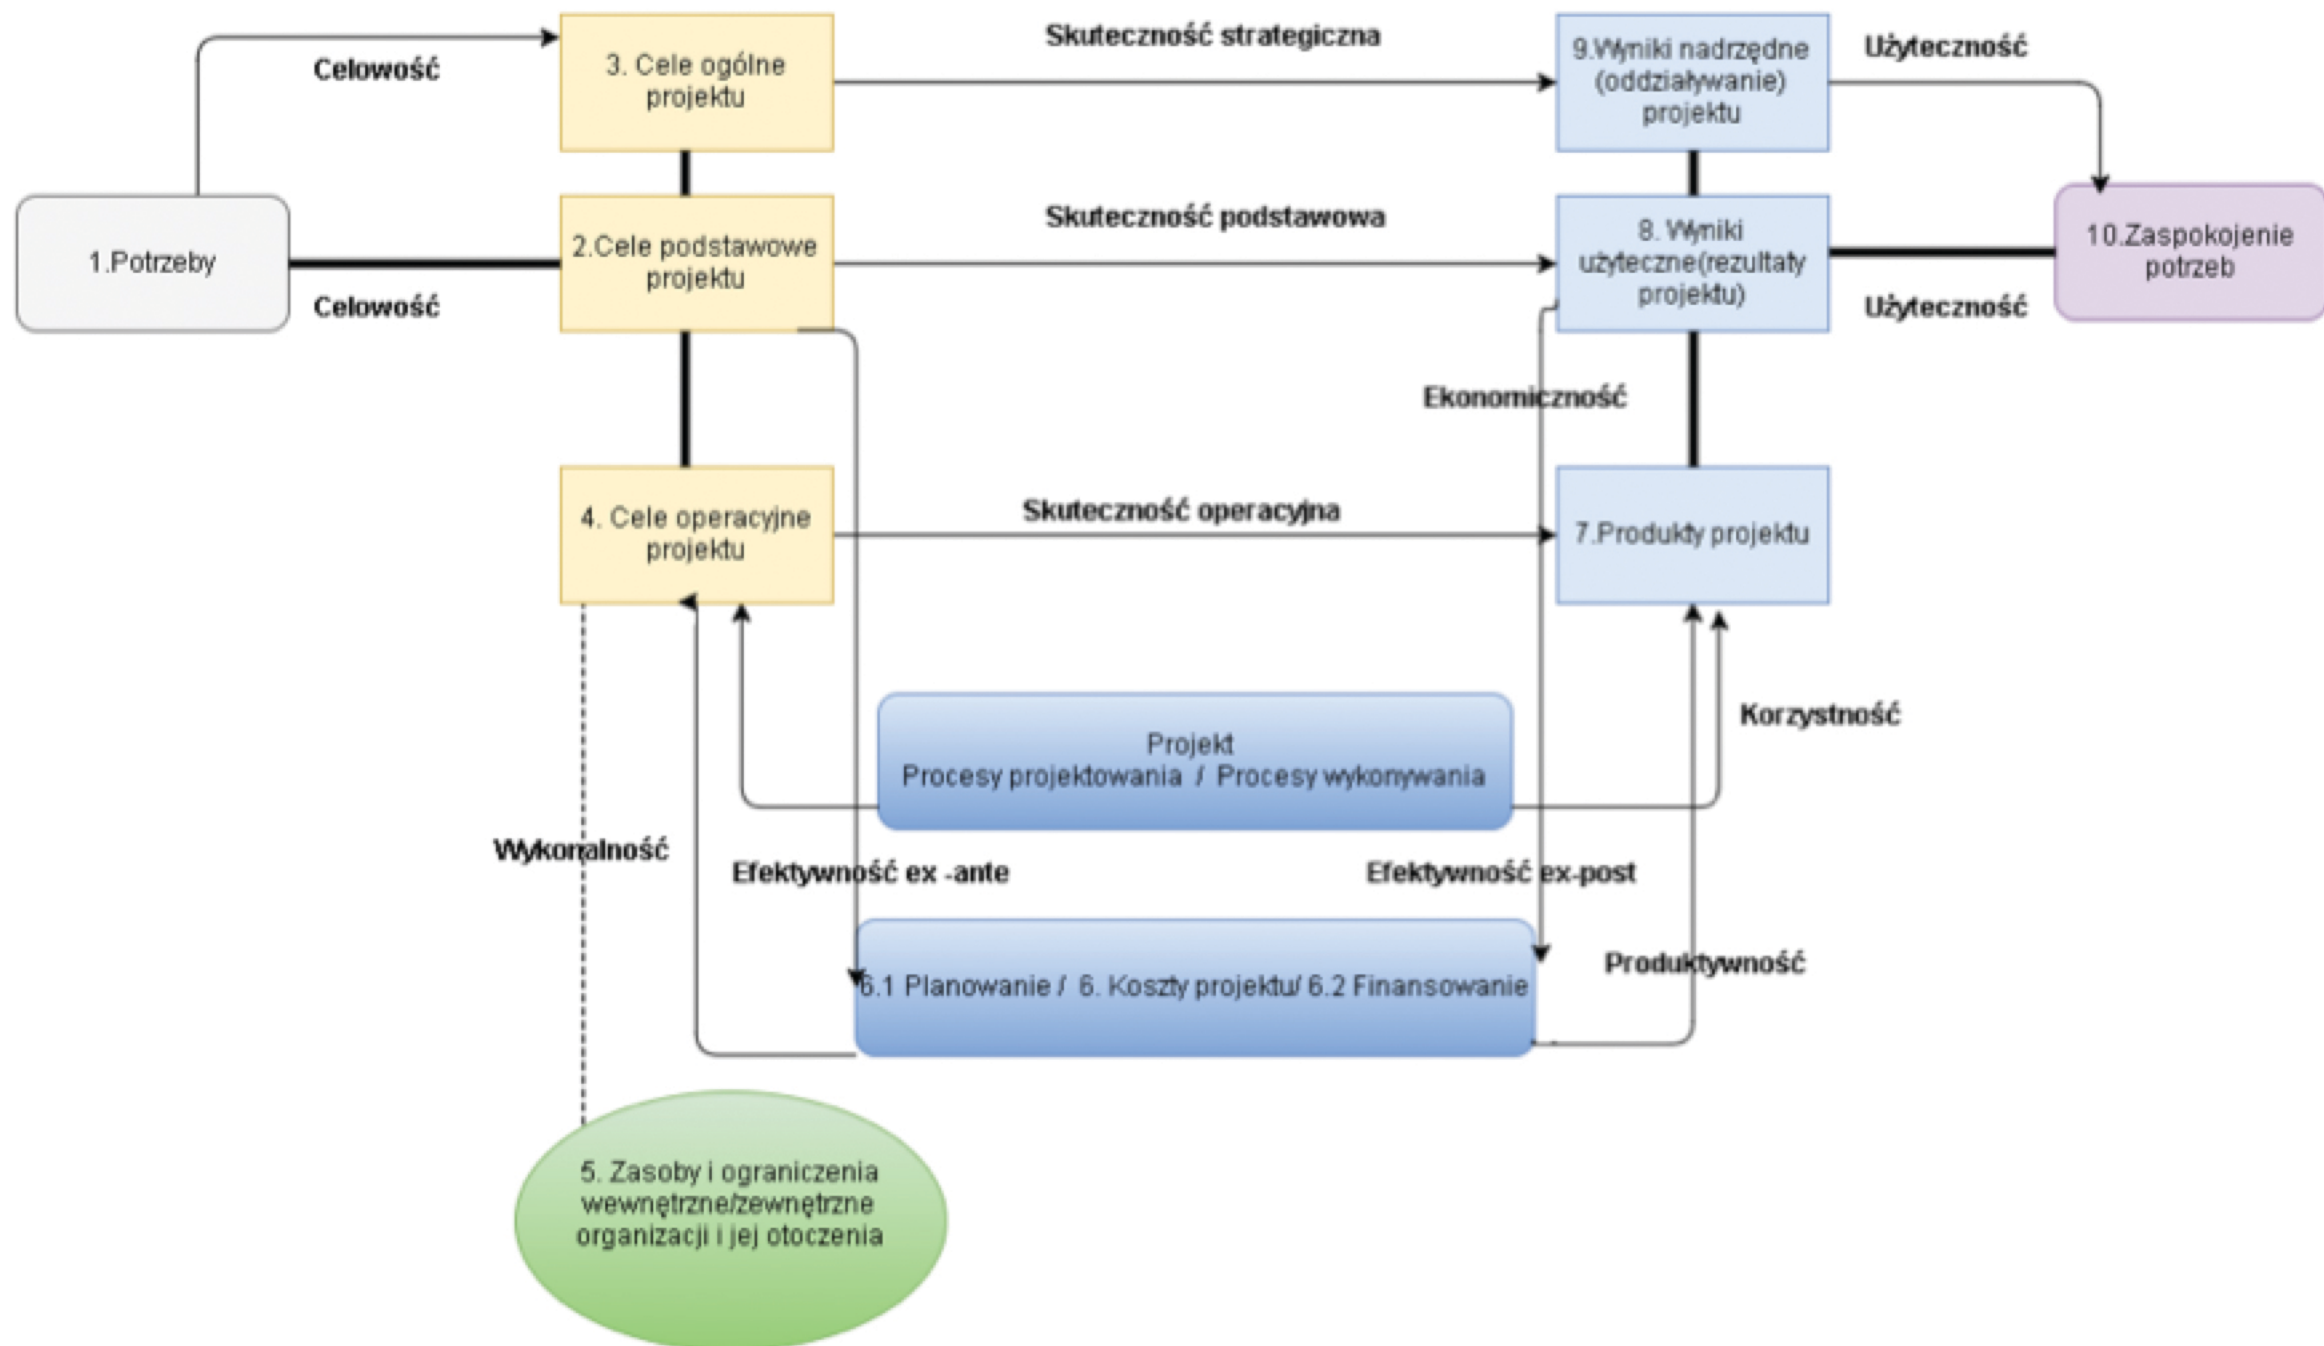 Skuteczność strategiczna
Celowość
3. Cele ogólne
projektu
9.Wyniki nadrzędne
(oddziaływanie)
projektu
Użyteczność
1.Potrzeby
2.Cele podstawowe
projektu
Skuteczność podstawowa
8. Wyniki
użyteczne(rezultaty
projektu)
10.Zaspokojenie
potrzeb
Celowość
Użyteczność
Ekonomiczność
4. Cele operacyjne
projektu
Skuteczność operacyjna
7.Produkty projektu
Korzystność
Projekt
Procesy projektowania / Procesy wykonywania
Wykonalność
Efektywność ex -ante
Efektywność ex-post
6.1 Planowanie / 6. Koszty projektu/ 6.2 Finansowanie
Produktywność
5. Zasoby i ograniczenia
wewnętrzne/zewnętrzne
organizacji i jej otoczenia